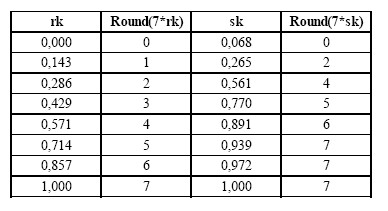 rk Round(7*rk) sk Round(7*sk)
0,000 0 0,068 0
0,143 1 0,265 2
0,286 2 0,561 4
0,429 3 0,770 5
0,571 4 0,891 6
0,714 5 0,939 7
0,857 6 0,972 7
1,000 7 1,000 7